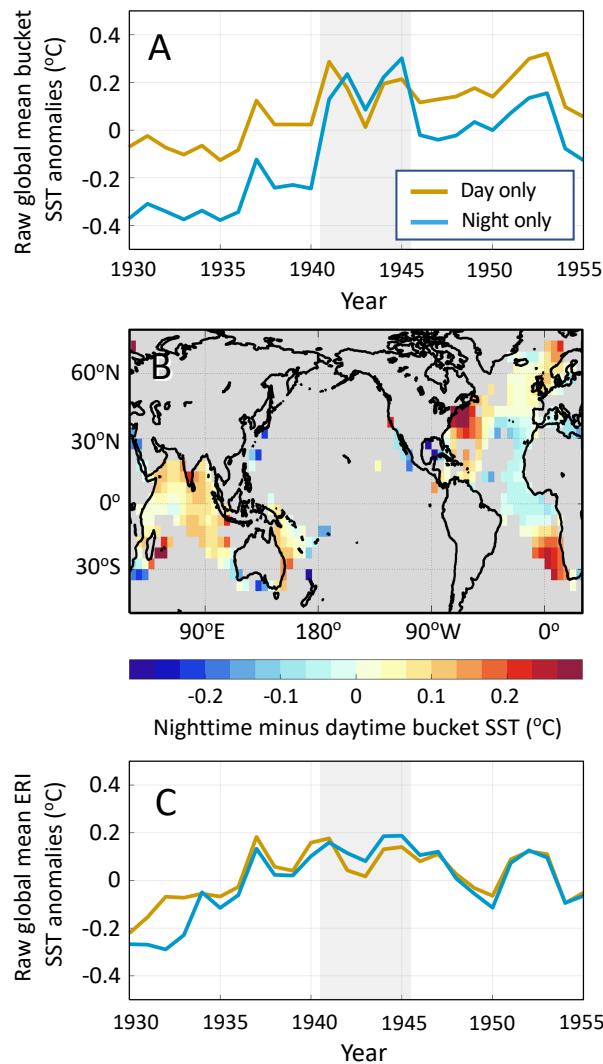 Raw global mean bucket
SST anomalies (°C)
A
0.4
0.2
0
-0.2
-0.4
Day only
Night only
1930 1935 1940 1945 1950 1955
Year
B
60°N
30°N
0°
30°S
90°E 180° 90°W 0°
-0.2 -0.1 0 0.1 0.2
Nighttime minus daytime bucket SST (°C)
Raw global mean ERI
SST anomalies (°C)
C
0.4
0.2
0
-0.2
-0.4
1930 1935 1940 1945 1950 1955
Year